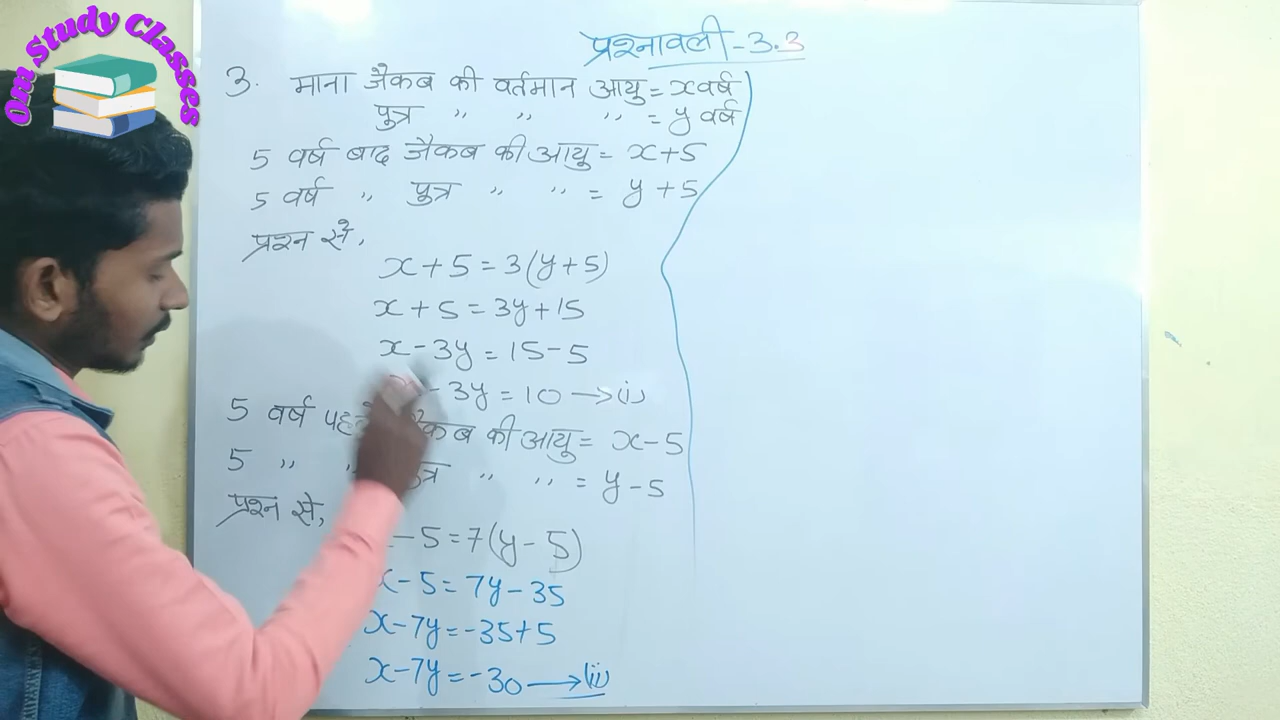 Om Study Classes
प्रश्नावली - 3.3
3. माना जैकब की वर्तमान आयु = x वर्ष
पुत्र " " " = y वर्ष
5 वर्ष बाद जैकब की आयु = x+5
5 वर्ष " पुत्र " " = y+5
प्रश्न से,
x+5=3(y+5)
x+5=3y+15
x-3y=15-5
-3y=10→(i)
5 वर्ष की आयु = x-5
5 " " " = y-5
प्रश्न से,
-5=7(y-5)
x-5=7y-35
x-7y=-35+5
x-7y=-30→(ii)